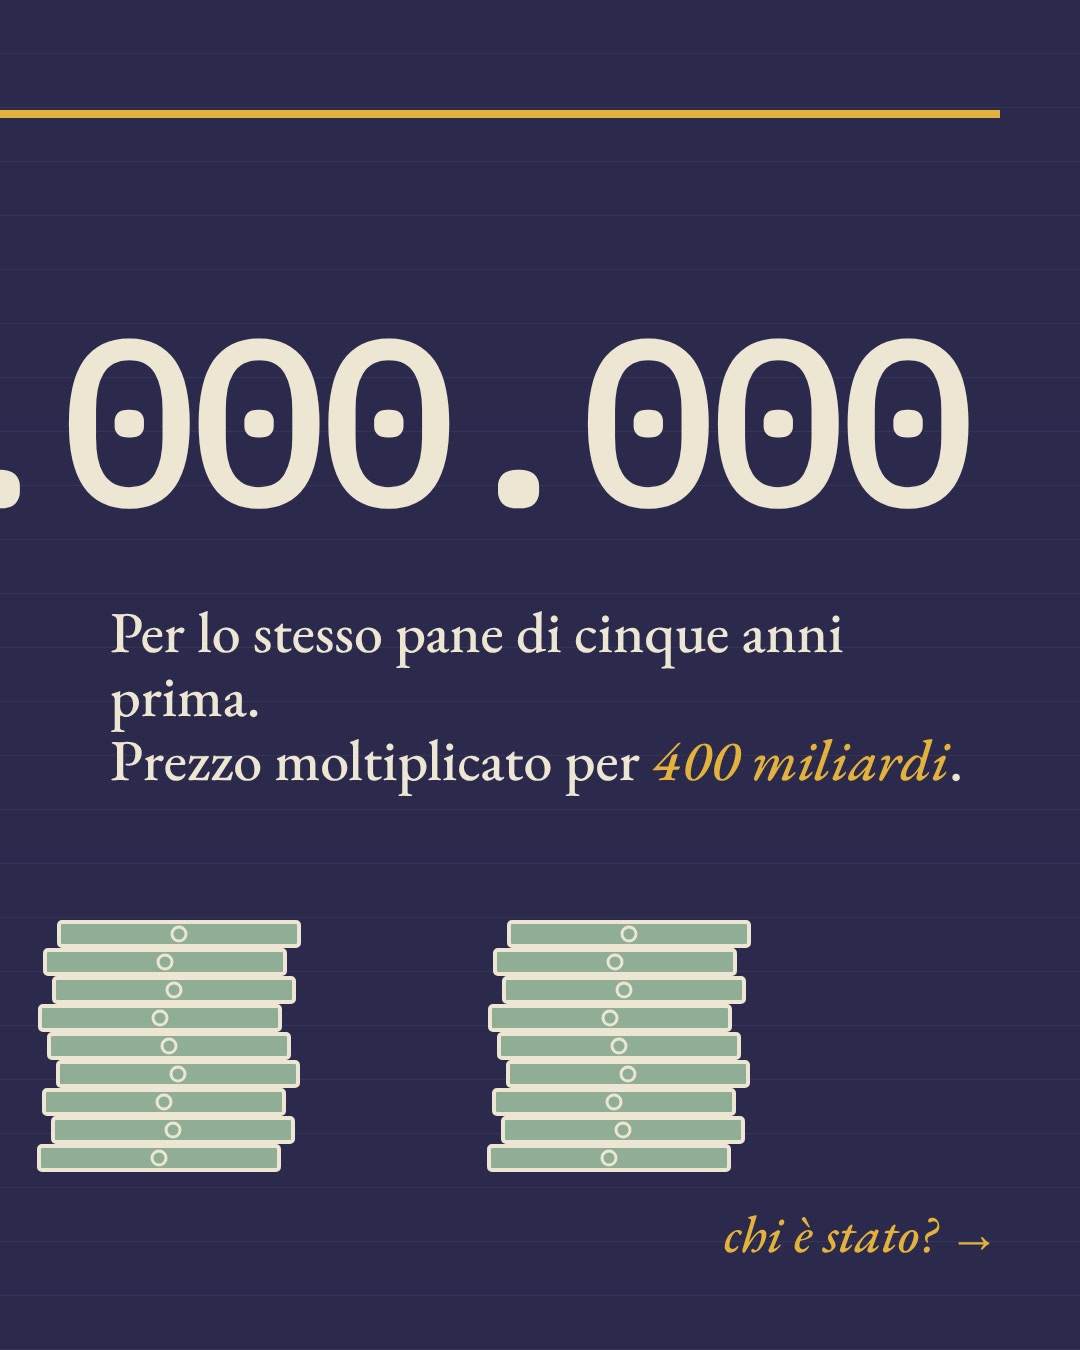 .000.000
Per lo stesso pane di cinque anni
prima.
Prezzo moltiplicato per 400 miliardi.
chi è stato? →